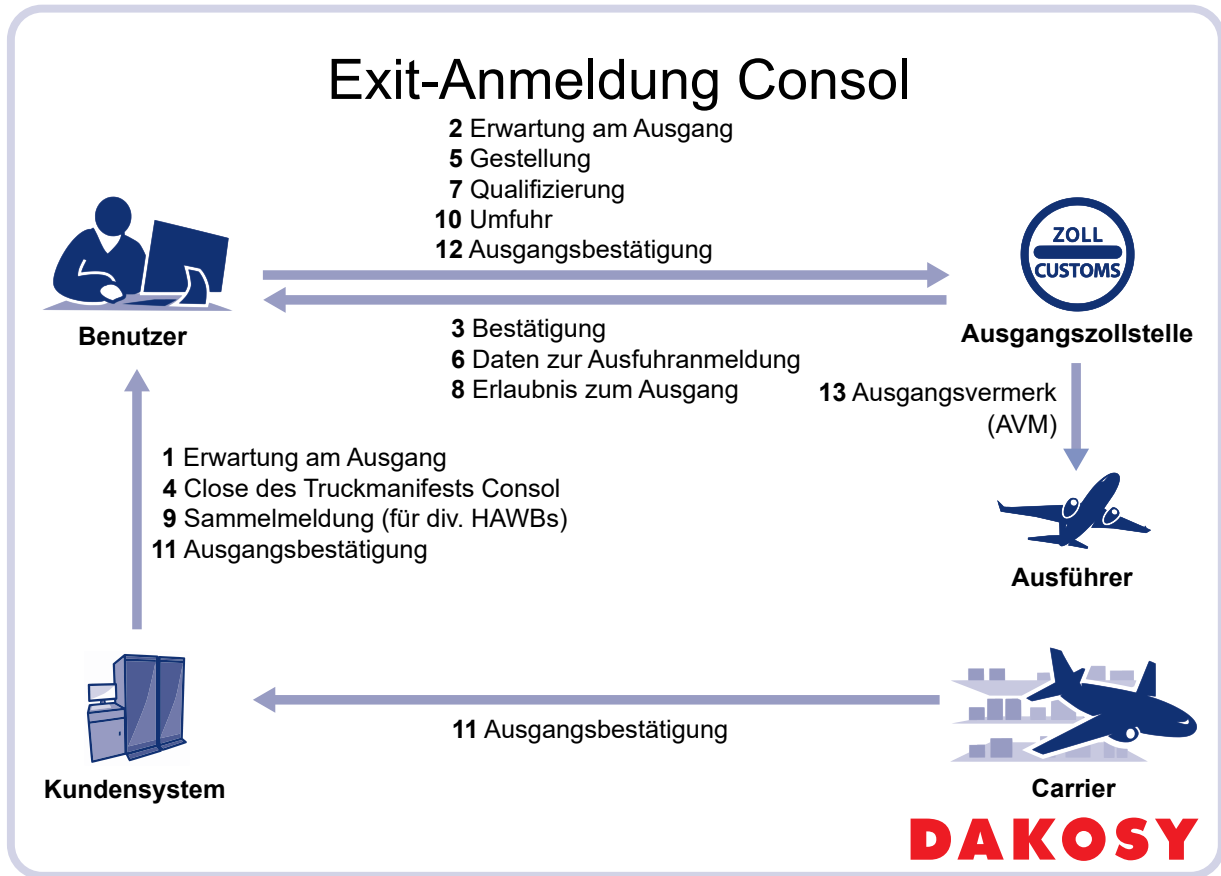 Exit-Anmeldung Consol
2 Erwartung am Ausgang
5 Gestellung
7 Qualifizierung
10 Umfuhr
12 Ausgangsbestätigung
ZOLL
CUSTOMS
Benutzer
Ausgangszollstelle
3 Bestätigung
6 Daten zur Ausfuhranmeldung
8 Erlaubnis zum Ausgang
13 Ausgangsvermerk
(AVM)
1 Erwartung am Ausgang
4 Close des Truckmanifests Consol
9 Sammelmeldung (für div. HAWBs)
11 Ausgangsbestätigung
Ausführer
11 Ausgangsbestätigung
Kundensystem
Carrier
DAKOSY